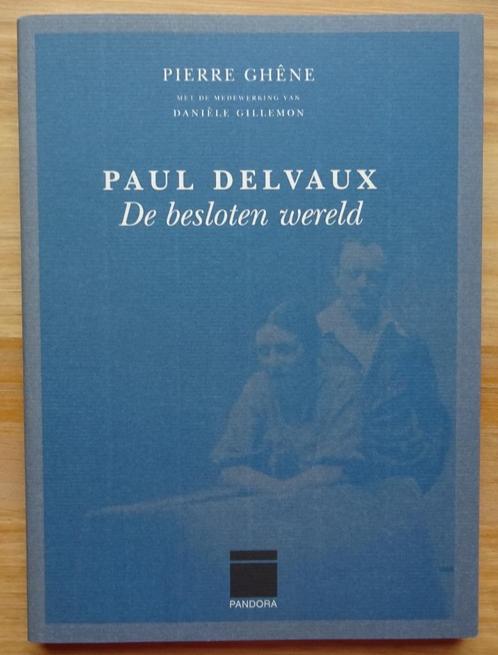 PIERRE GHÊNE
MET DE MEDEWERKING VAN
DANIÈLE GILLEMON
PAUL DELVAUX
De besloten wereld
PANDORA